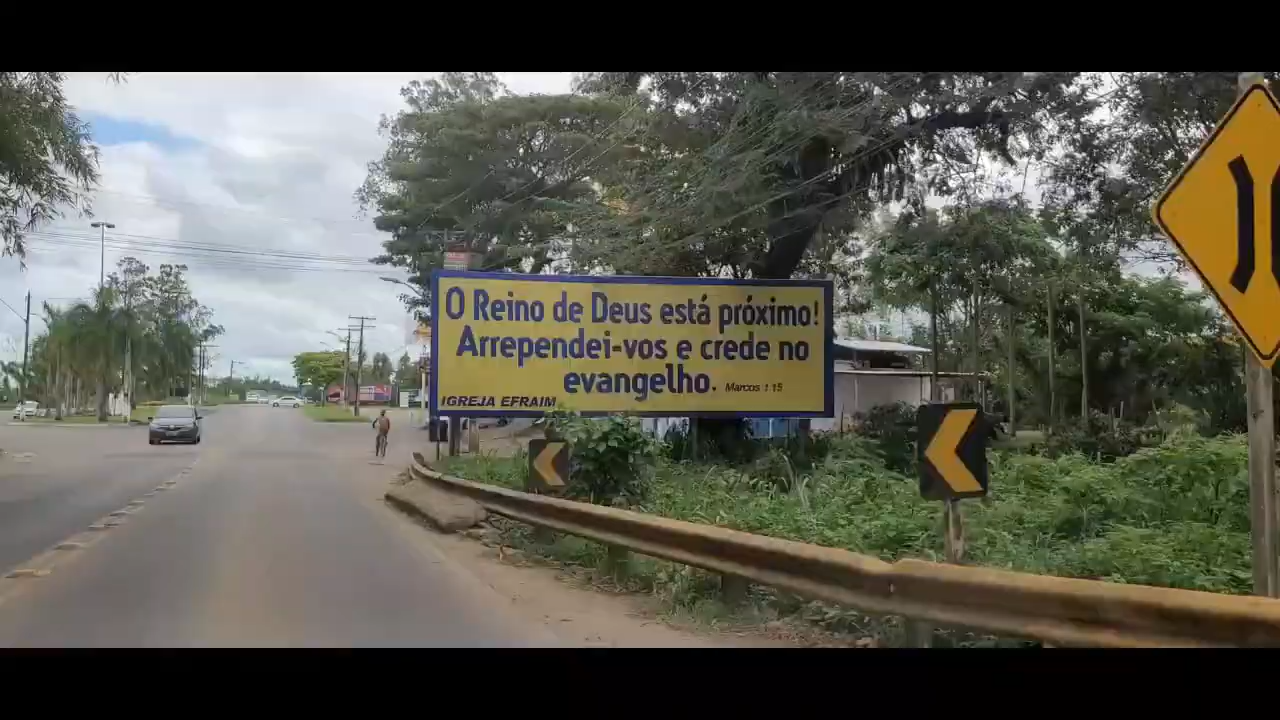 O Reino de Deus está próximo!
Arrependei-vos e crede no
evangelho. Marcos 1 15
IGREJA EFRAIM